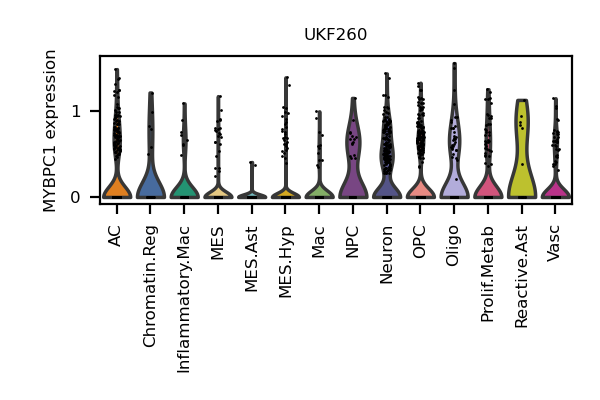 UKF260
MYBPC1 expression
1
0
AC
Chromatin.Reg
Inflammatory.Mac
MES
MES.Ast
MES.Hyp
Mac
NPC
Neuron
OPC
Oligo
Prolif.Metab
Reactive.Ast
Vasc